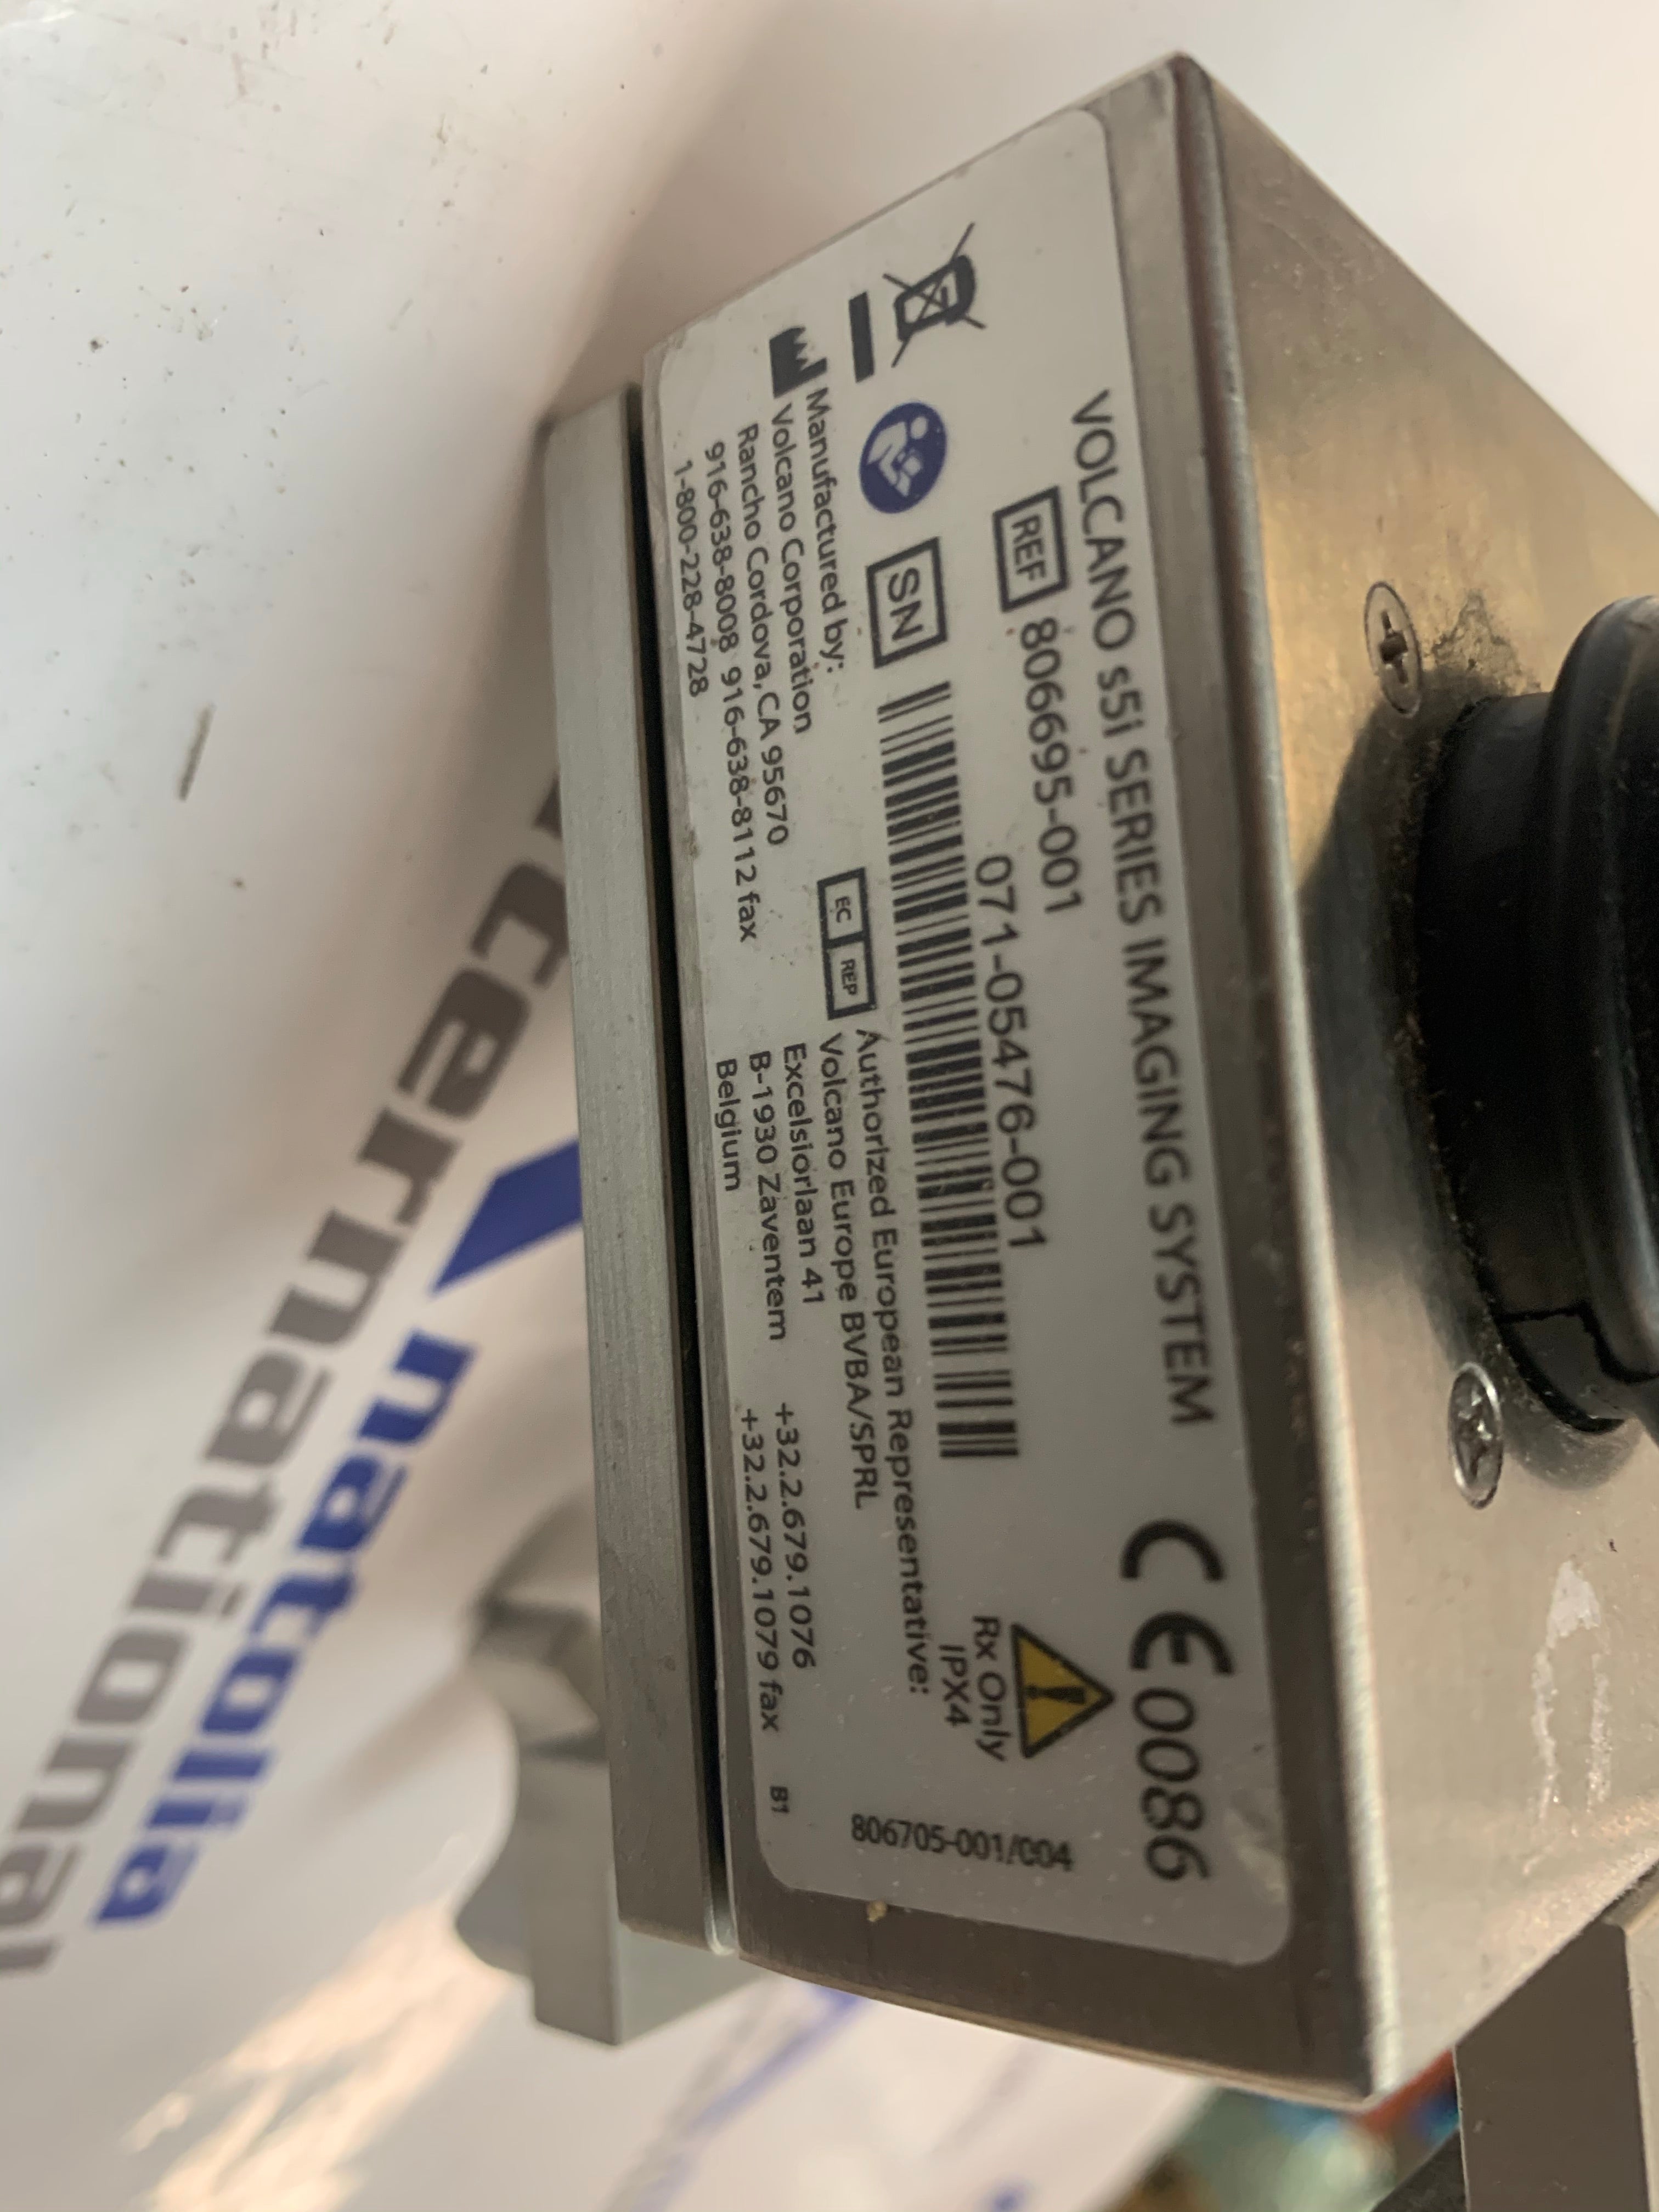 VOLCANO s5i SERIES IMAGING SYSTEM
REF 806695-001
071-05476-001
SN
CE 0086
Rx Only
IPX4
Manufactured by:
Volcano Corporation
Rancho Cordova, CA 95670
916-638-8008 916-638-8112 fax
1-800-228-4728
EC REP
Authorized European Representative:
Volcano Europe BVBA/SPRL
Excelsiorlaan 41
B-1930 Zaventem
Belgium
+32.2.679.1076
+32.2.679.1079 fax
B1
806705-001/004
natolia
nternational